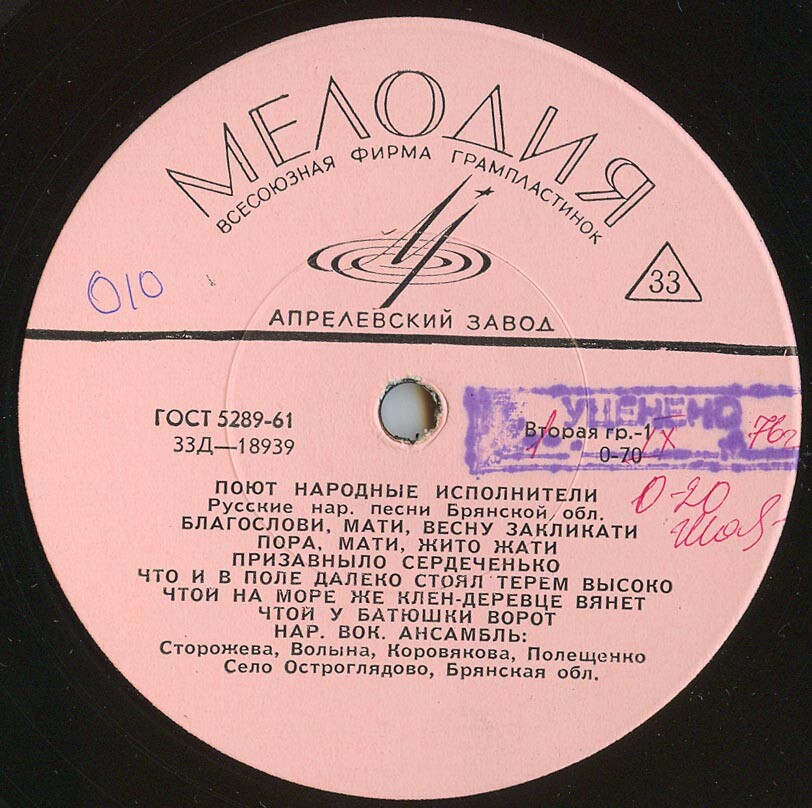 МЕЛОДИЯ
ВСЕСОЮЗНАЯ ФИРМА ГРАМПЛАСТИНОК
33
АПРЕЛЕВСКИЙ ЗАВОД
010
ГОСТ 5289-61
33Д—18939
УЦЕНЕНО
Вторая гр.-1
0-70
1 IX 76г
0-20
ПОЮТ НАРОДНЫЕ ИСПОЛНИТЕЛИ
Русские нар. песни Брянской обл.
БЛАГОСЛОВИ, МАТИ, ВЕСНУ ЗАКЛИКАТИ
ПОРА, МАТИ, ЖИТО ЖАТИ
ПРИЗАВНЫЛО СЕРДЕЧЕНЬКО
ЧТО И В ПОЛЕ ДАЛЕКО СТОЯЛ ТЕРЕМ ВЫСОКО
ЧТОЙ НА МОРЕ ЖЕ КЛЕН-ДЕРЕВЦЕ ВЯНЕТ
ЧТОЙ У БАТЮШКИ ВОРОТ
НАР. ВОК. АНСАМБЛЬ:
Сторожева, Волына, Коровякова, Полещенко
Село Остроглядово, Брянская обл.